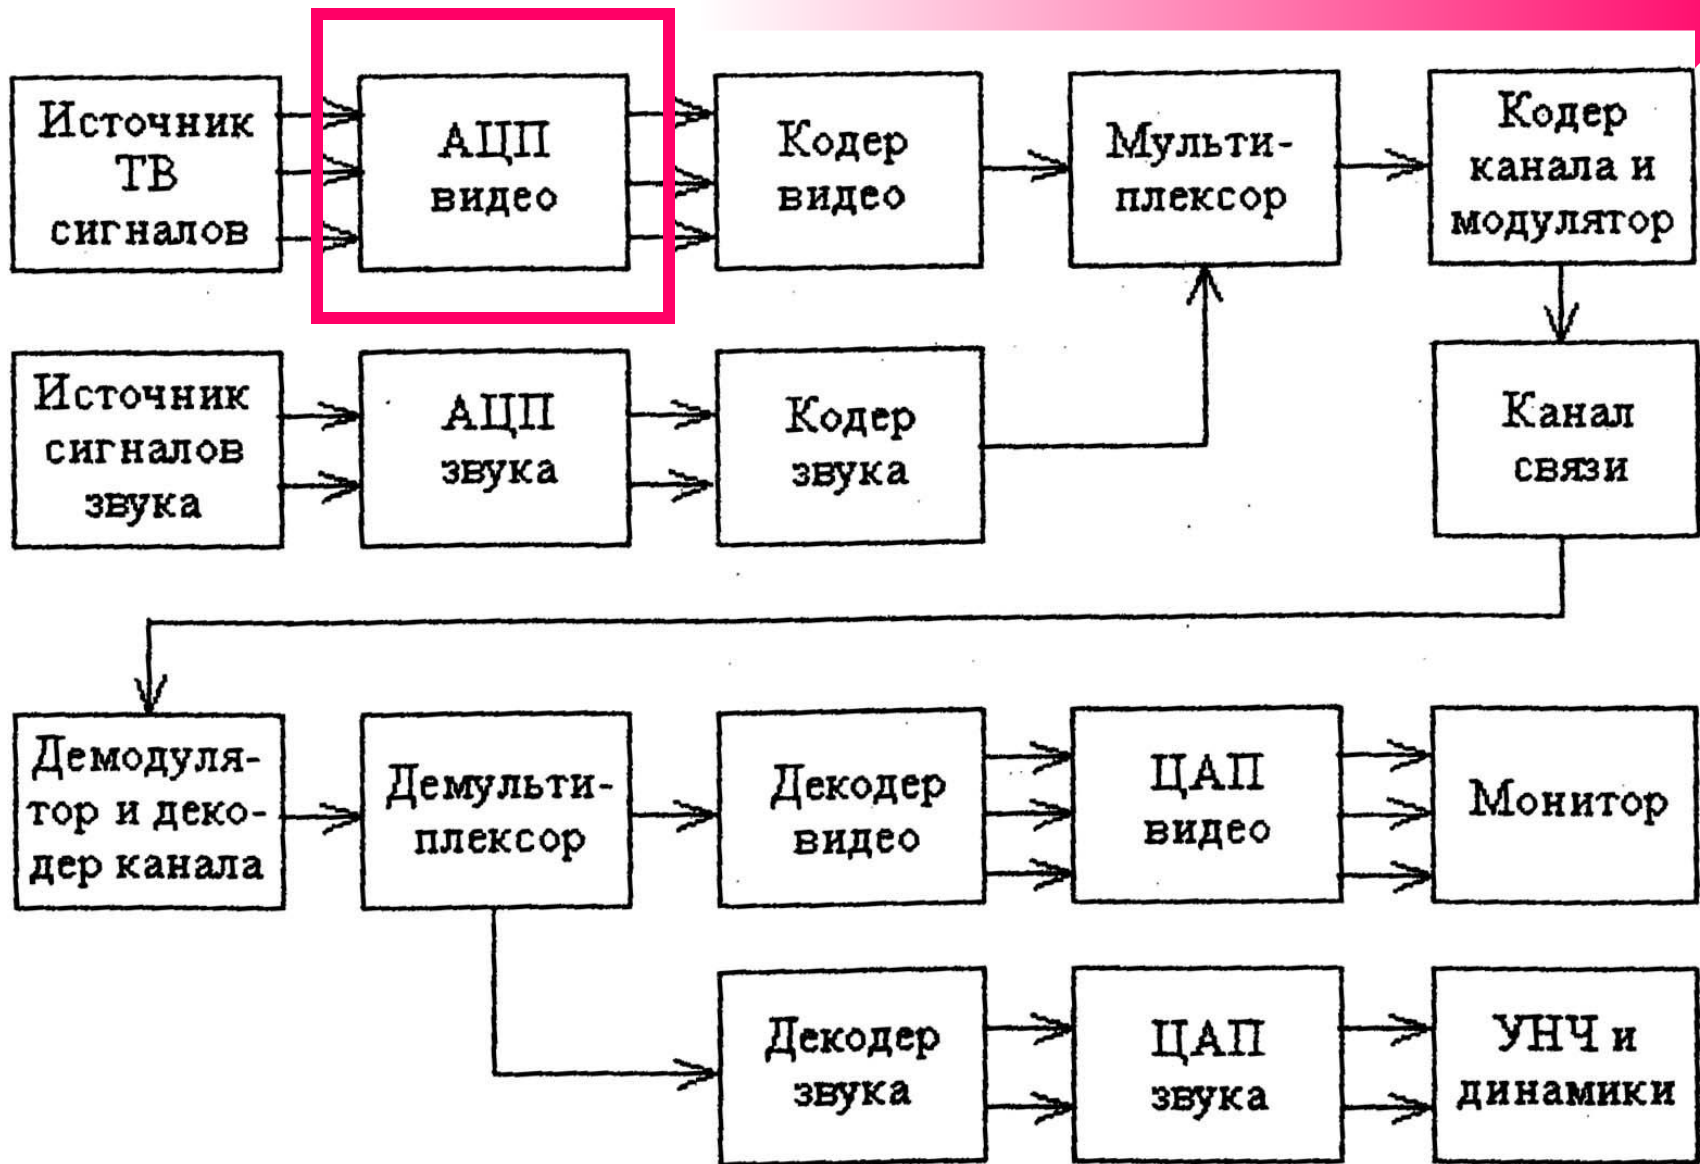 Источник
ТВ
сигналов
АЦП
видео
Кодер
видео
Мульти-
плексор
Кодер
канала и
модулятор
Источник
сигналов
звука
АЦП
звука
Кодер
звука
Канал
связи
Демодуля-
тор и деко-
дер канала
Демульти-
плексор
Декодер
видео
ЦАП
видео
Монитор
Декодер
звука
ЦАП
звука
УНЧ и
динамики